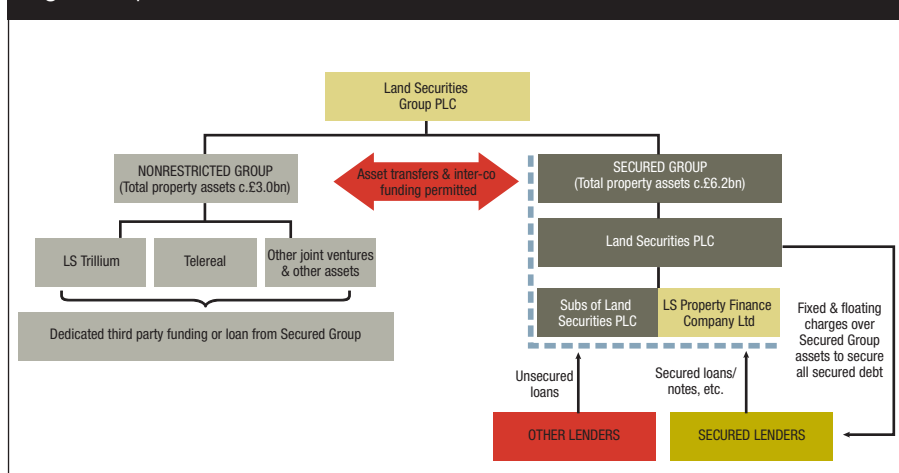 Land Securities
Group PLC
NONRESTRICTED GROUP
(Total property assets c.£3.0bn)
Asset transfers & inter-co
funding permitted
SECURED GROUP
(Total property assets c.£6.2bn)
LS Trillium
Telereal
Other joint ventures
& other assets
Land Securities PLC
Dedicated third party funding or loan from Secured Group
Subs of Land
Securities PLC
LS Property Finance
Company Ltd
Fixed & floating
charges over
Secured Group
assets to secure
all secured debt
Unsecured
loans
Secured loans/
notes, etc.
OTHER LENDERS
SECURED LENDERS